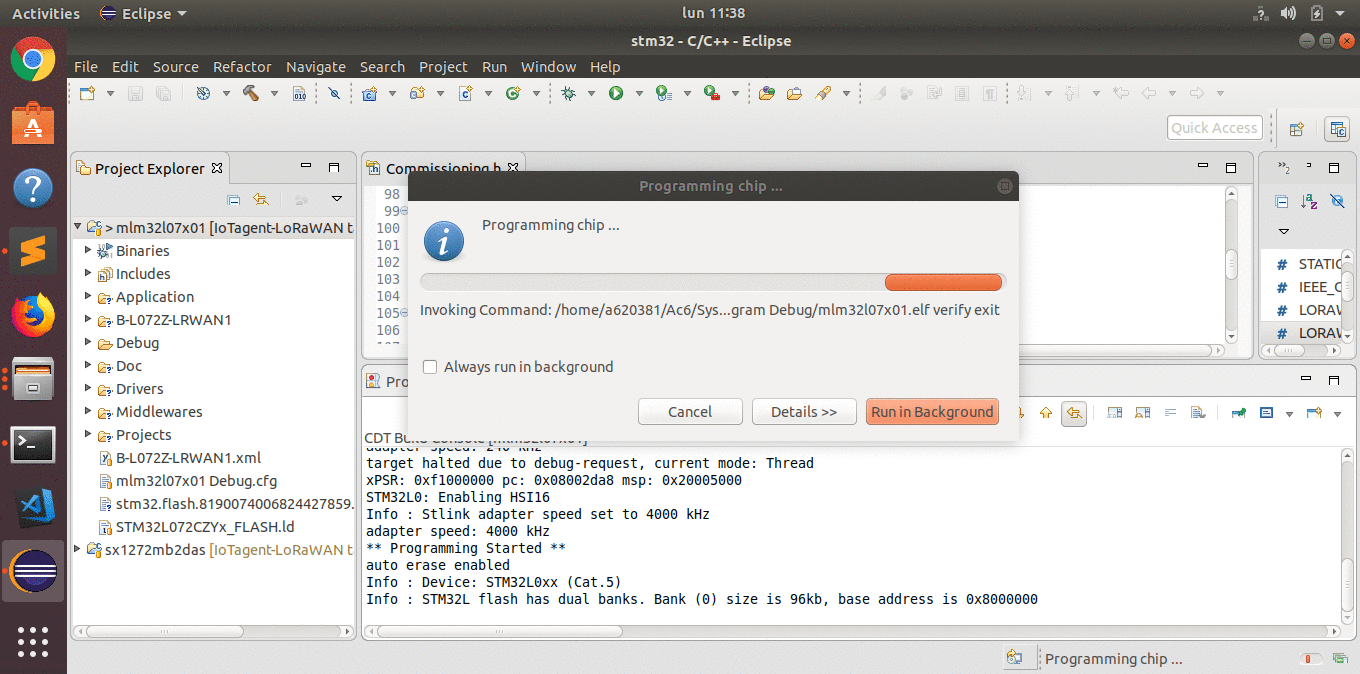 Activities Eclipse lun 11:38
stm32 - C/C++ - Eclipse
File Edit Source Refactor Navigate Search Project Run Window Help
Quick Access
Project Explorer
> mlm32l07x01 [IoTagent-LoRaWAN t
Binaries
Includes
Application
B-L072Z-LRWAN1
Debug
Doc
Drivers
Middlewares
Projects
B-L072Z-LRWAN1.xml
mlm32l07x01 Debug.cfg
stm32.flash.8190074006824427859.
STM32L072CZYx_FLASH.ld
sx1272mb2das [IoTagent-LoRaWAN t
Commissioning.h
98
99
100
101
102
103
104
105
106
107
Programming chip ...
Programming chip ...
Invoking Command: /home/a620381/Ac6/Sys...gram Debug/mlm32l07x01.elf verify exit
Always run in background
Cancel Details >> Run in Background
# STATIC
# IEEE_O
# LORAW
# LORAW
Pro
CDT Build Console [mlm32l07x01]
adapter speed: 240 kHz
target halted due to debug-request, current mode: Thread
xPSR: 0xf1000000 pc: 0x08002da8 msp: 0x20005000
STM32L0: Enabling HSI16
Info : Stlink adapter speed set to 4000 kHz
adapter speed: 4000 kHz
** Programming Started **
auto erase enabled
Info : Device: STM32L0xx (Cat.5)
Info : STM32L flash has dual banks. Bank (0) size is 96kb, base address is 0x8000000
Programming chip ...